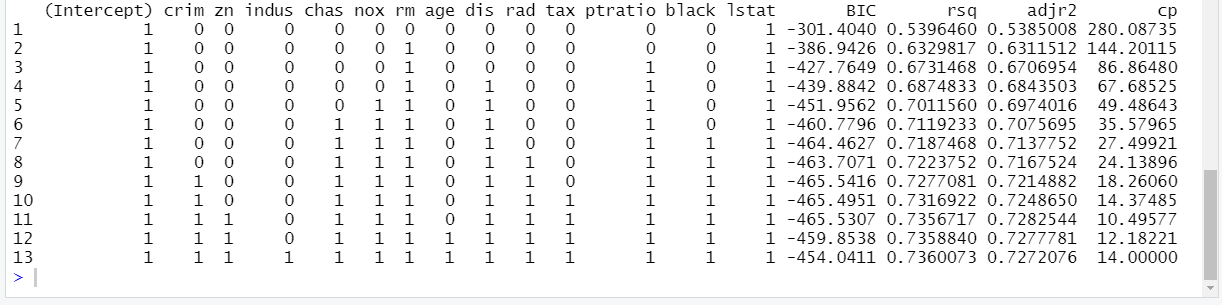 (Intercept) crim zn indus chas nox rm age dis rad tax ptratio black lstat BIC rsq adjr2 cp
1 1 0 0 0 0 0 0 0 0 0 0 0 0 1 -301.4040 0.5396460 0.5385008 280.08735
2 1 0 0 0 0 0 1 0 0 0 0 0 0 1 -386.9426 0.6329817 0.6311512 144.20115
3 1 0 0 0 0 0 1 0 0 0 0 1 0 1 -427.7649 0.6731468 0.6706954 86.86480
4 1 0 0 0 0 0 1 0 1 0 0 1 0 1 -439.8842 0.6874833 0.6843503 67.68525
5 1 0 0 0 0 1 1 0 1 0 0 1 0 1 -451.9562 0.7011560 0.6974016 49.48643
6 1 0 0 0 1 1 1 0 1 0 0 1 0 1 -460.7796 0.7119233 0.7075695 35.57965
7 1 0 0 0 1 1 1 0 1 0 0 1 1 1 -464.4627 0.7187468 0.7137752 27.49921
8 1 0 0 0 1 1 1 0 1 1 0 1 1 1 -463.7071 0.7223752 0.7167524 24.13896
9 1 1 0 0 1 1 1 0 1 1 0 1 1 1 -465.5416 0.7277081 0.7214882 18.26060
10 1 1 0 0 1 1 1 0 1 1 1 1 1 1 -465.4951 0.7316922 0.7248650 14.37485
11 1 1 1 0 1 1 1 0 1 1 1 1 1 1 -465.5307 0.7356717 0.7282544 10.49577
12 1 1 1 0 1 1 1 1 1 1 1 1 1 1 -459.8538 0.7358840 0.7277781 12.18221
13 1 1 1 1 1 1 1 1 1 1 1 1 1 1 -454.0411 0.7360073 0.7272076 14.00000
>